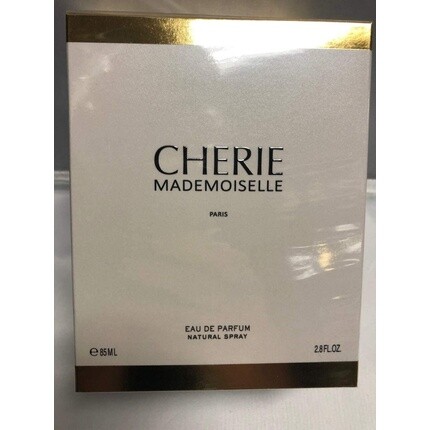 CHERIE
MADEMOISELLE
PARIS
EAU DE PARFUM
NATURAL SPRAY
℮85ML 2.8FL.OZ.